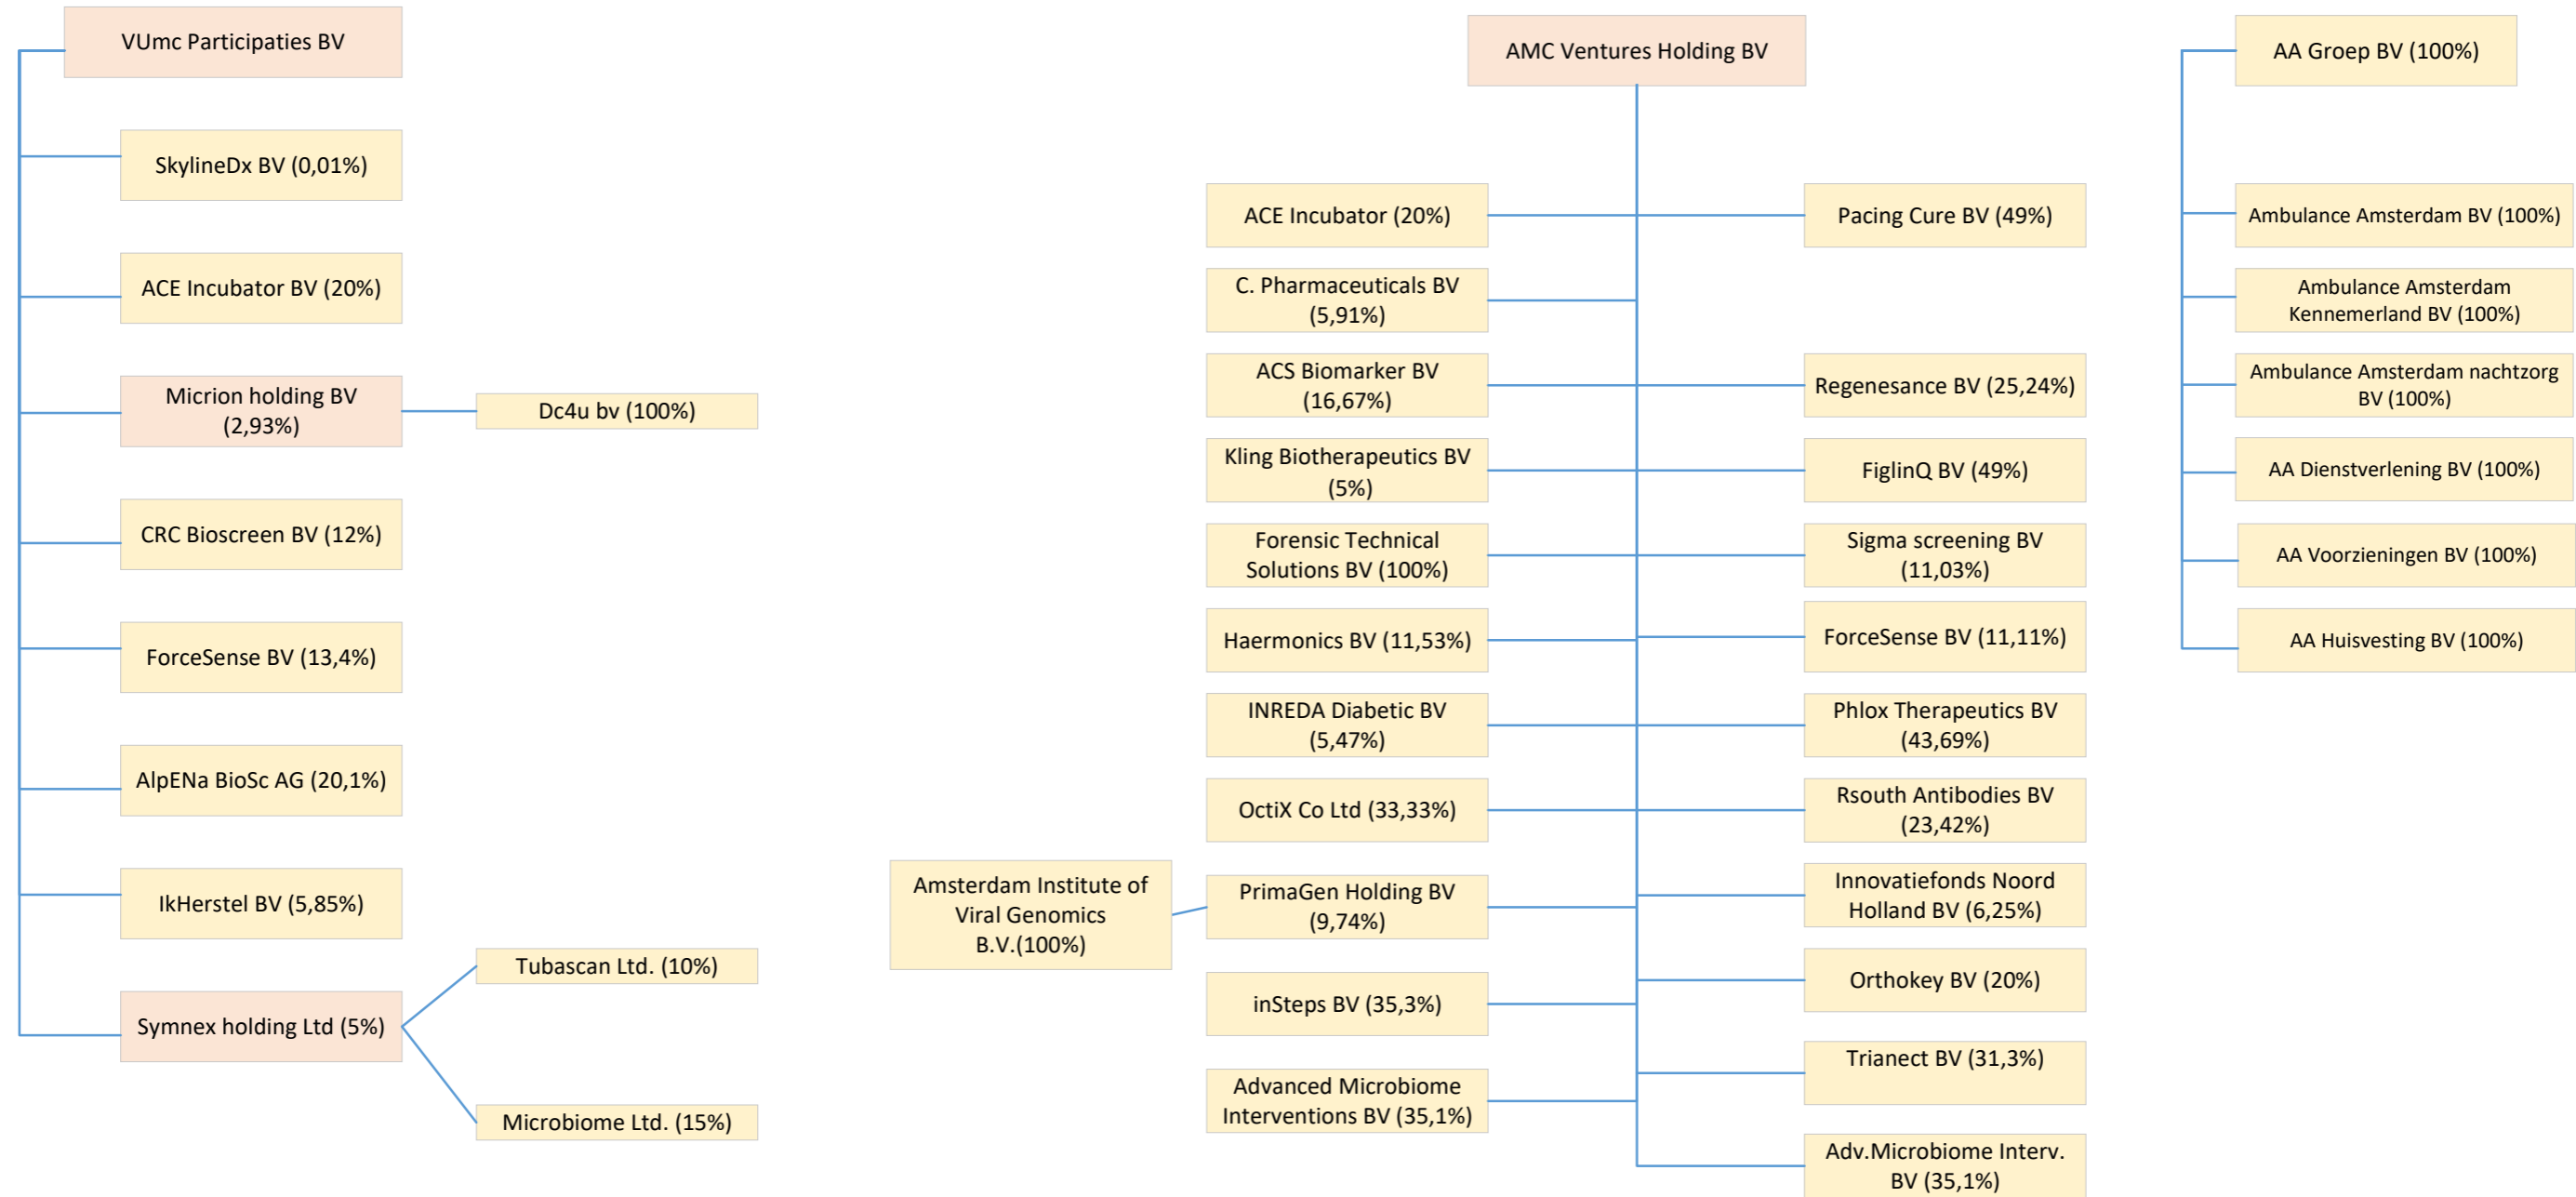 VUmc Participaties BV
SkylineDx BV (0,01%)
ACE Incubator BV (20%)
Micrion holding BV
(2,93%)
Dc4u bv (100%)
CRC Bioscreen BV (12%)
ForceSense BV (13,4%)
AlpENa BioSc AG (20,1%)
IkHerstel BV (5,85%)
Symnex holding Ltd (5%)
Tubascan Ltd. (10%)
Microbiome Ltd. (15%)
AMC Ventures Holding BV
ACE Incubator (20%)
C. Pharmaceuticals BV
(5,91%)
ACS Biomarker BV
(16,67%)
Kling Biotherapeutics BV
(5%)
Forensic Technical
Solutions BV (100%)
Haermonics BV (11,53%)
INREDA Diabetic BV
(5,47%)
OctiX Co Ltd (33,33%)
Amsterdam Institute of
Viral Genomics
B.V.(100%)
PrimaGen Holding BV
(9,74%)
inSteps BV (35,3%)
Advanced Microbiome
Interventions BV (35,1%)
Pacing Cure BV (49%)
Regenesance BV (25,24%)
FiglinQ BV (49%)
Sigma screening BV
(11,03%)
ForceSense BV (11,11%)
Phlox Therapeutics BV
(43,69%)
Rsouth Antibodies BV
(23,42%)
Innovatiefonds Noord
Holland BV (6,25%)
Orthokey BV (20%)
Trianect BV (31,3%)
Adv.Microbiome Interv.
BV (35,1%)
AA Groep BV (100%)
Ambulance Amsterdam BV (100%)
Ambulance Amsterdam
Kennemerland BV (100%)
Ambulance Amsterdam nachtzorg
BV (100%)
AA Dienstverlening BV (100%)
AA Voorzieningen BV (100%)
AA Huisvesting BV (100%)